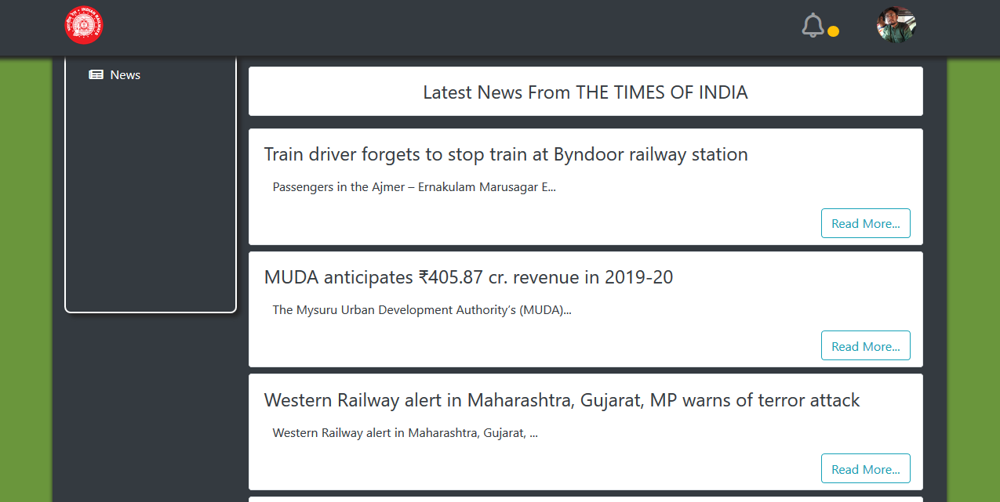 INDIAN RAILWAYS
News
Latest News From THE TIMES OF INDIA
Train driver forgets to stop train at Byndoor railway station
Passengers in the Ajmer – Ernakulam Marusagar E...
Read More...
MUDA anticipates ₹405.87 cr. revenue in 2019-20
The Mysuru Urban Development Authority’s (MUDA)...
Read More...
Western Railway alert in Maharashtra, Gujarat, MP warns of terror attack
Western Railway alert in Maharashtra, Gujarat, ...
Read More...